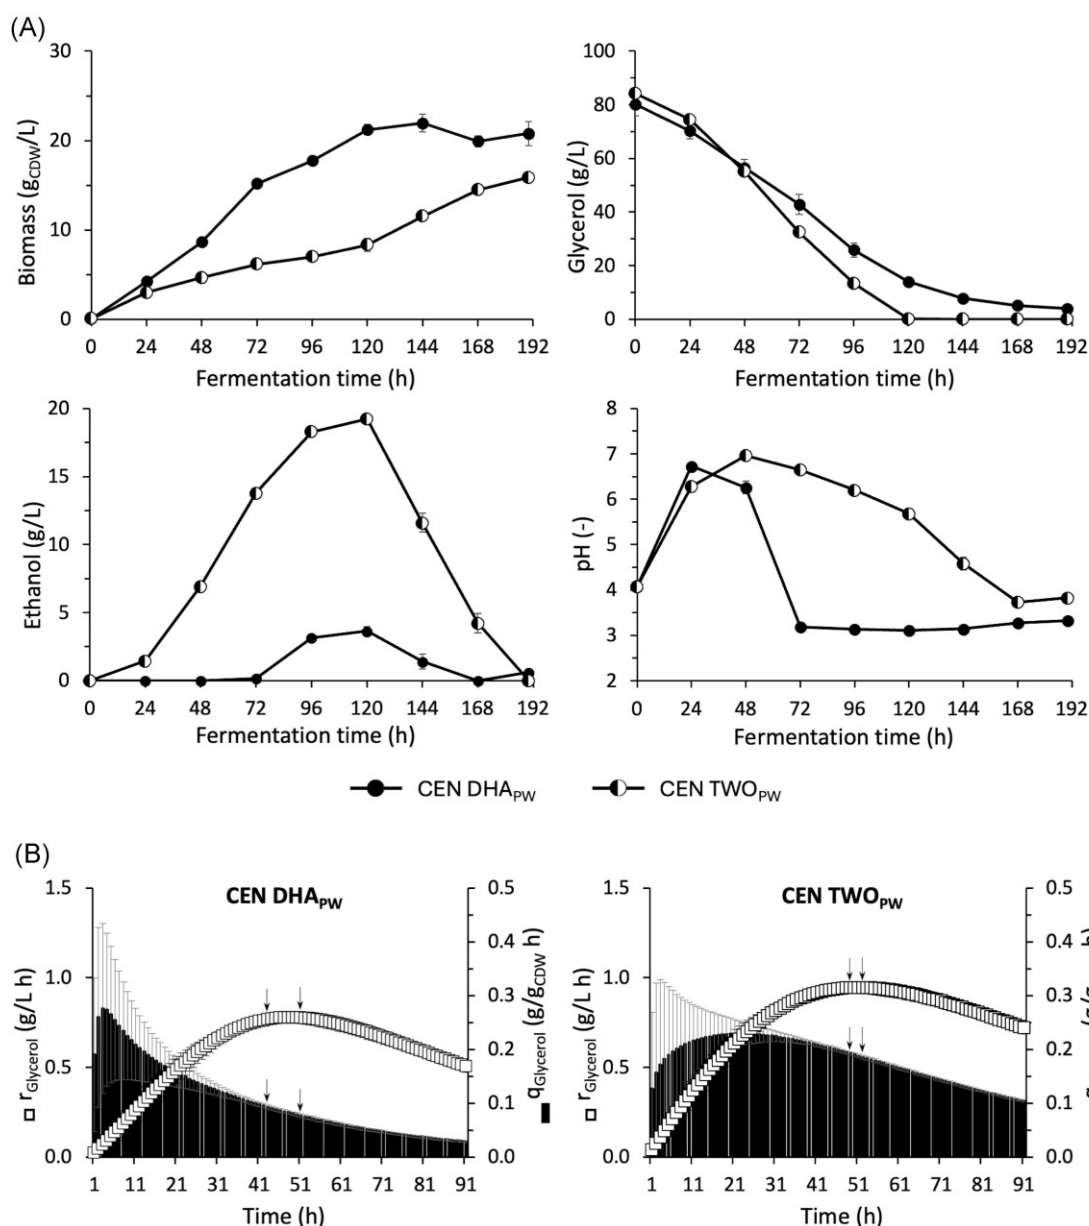 (A)
Biomass (gCDW/L)
30
20
10
0
0 24 48 72 96 120 144 168 192
Fermentation time (h)
Glycerol (g/L)
100
80
60
40
20
0
0 24 48 72 96 120 144 168 192
Fermentation time (h)
Ethanol (g/L)
20
15
10
5
0
0 24 48 72 96 120 144 168 192
Fermentation time (h)
pH (-)
8
7
6
5
4
3
2
0 24 48 72 96 120 144 168 192
Fermentation time (h)
CEN DHAPW
CEN TWOPW
(B)
CEN DHAPW
rGlycerol (g/L h)
1.5
1.0
0.5
0.0
0.5
0.4
0.3
0.2
0.1
0.0
qGlycerol (g/gCDW h)
1 11 21 31 41 51 61 71 81 91
Time (h)
CEN TWOPW
rGlycerol (g/L h)
1.5
1.0
0.5
0.0
0.5
0.4
0.3
0.2
0.1
0.0
1 11 21 31 41 51 61 71 81 91
Time (h)